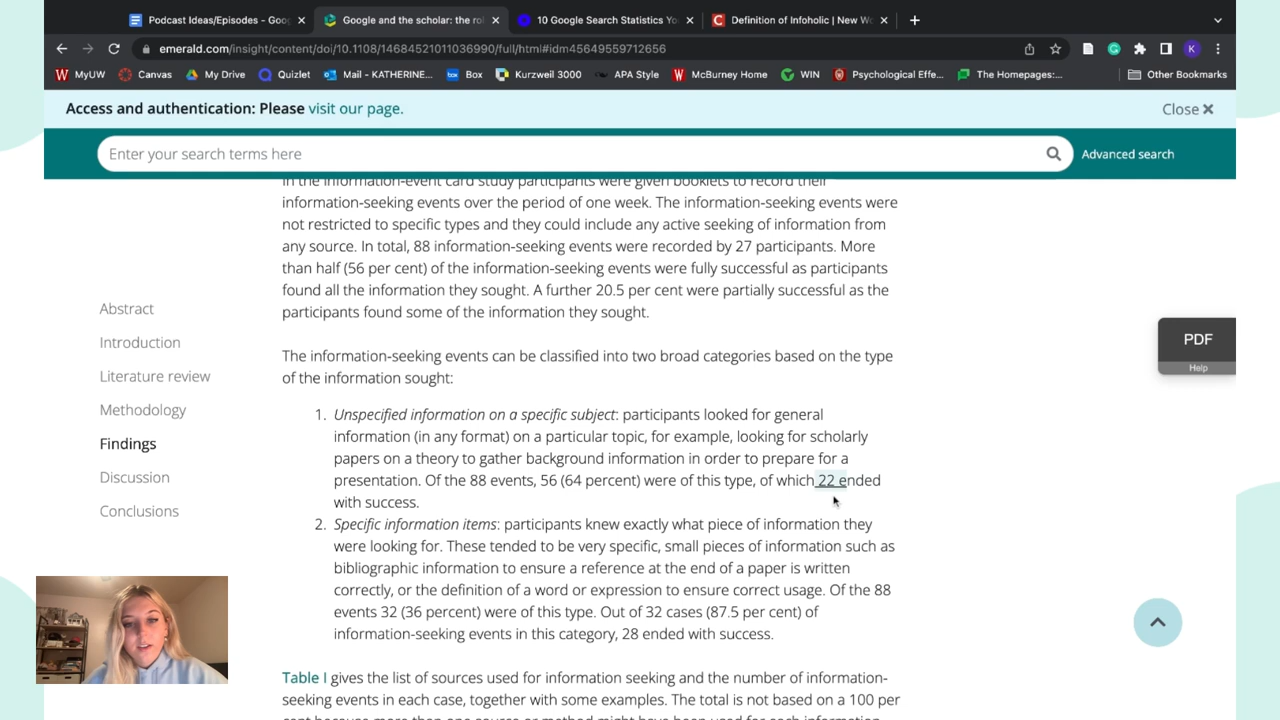 Podcast Ideas/Episodes - Goo
Google and the scholar: the rol
10 Google Search Statistics Yo
Definition of Infoholic | New Wo
emerald.com/insight/content/doi/10.1108/14684521011036990/full/html#idm45649559712656
K
MyUW
Canvas
My Drive
Quizlet
Mail - KATHERINE...
Box
Kurzweil 3000
APA Style
McBurney Home
WIN
Psychological Effe...
The Homepages:...
Other Bookmarks
Access and authentication: Please visit our page.
Close
Enter your search terms here
Advanced search
In the information-event card study participants were given booklets to record their
information-seeking events over the period of one week. The information-seeking events were
not restricted to specific types and they could include any active seeking of information from
any source. In total, 88 information-seeking events were recorded by 27 participants. More
than half (56 per cent) of the information-seeking events were fully successful as participants
found all the information they sought. A further 20.5 per cent were partially successful as the
participants found some of the information they sought.
The information-seeking events can be classified into two broad categories based on the type
of the information sought:
1. Unspecified information on a specific subject: participants looked for general
information (in any format) on a particular topic, for example, looking for scholarly
papers on a theory to gather background information in order to prepare for a
presentation. Of the 88 events, 56 (64 percent) were of this type, of which 22 ended
with success.
2. Specific information items: participants knew exactly what piece of information they
were looking for. These tended to be very specific, small pieces of information such as
bibliographic information to ensure a reference at the end of a paper is written
correctly, or the definition of a word or expression to ensure correct usage. Of the 88
events 32 (36 percent) were of this type. Out of 32 cases (87.5 per cent) of
information-seeking events in this category, 28 ended with success.
Table I gives the list of sources used for information seeking and the number of information-
seeking events in each case, together with some examples. The total is not based on a 100 per
Abstract
Introduction
Literature review
Methodology
Findings
Discussion
Conclusions
PDF
Help